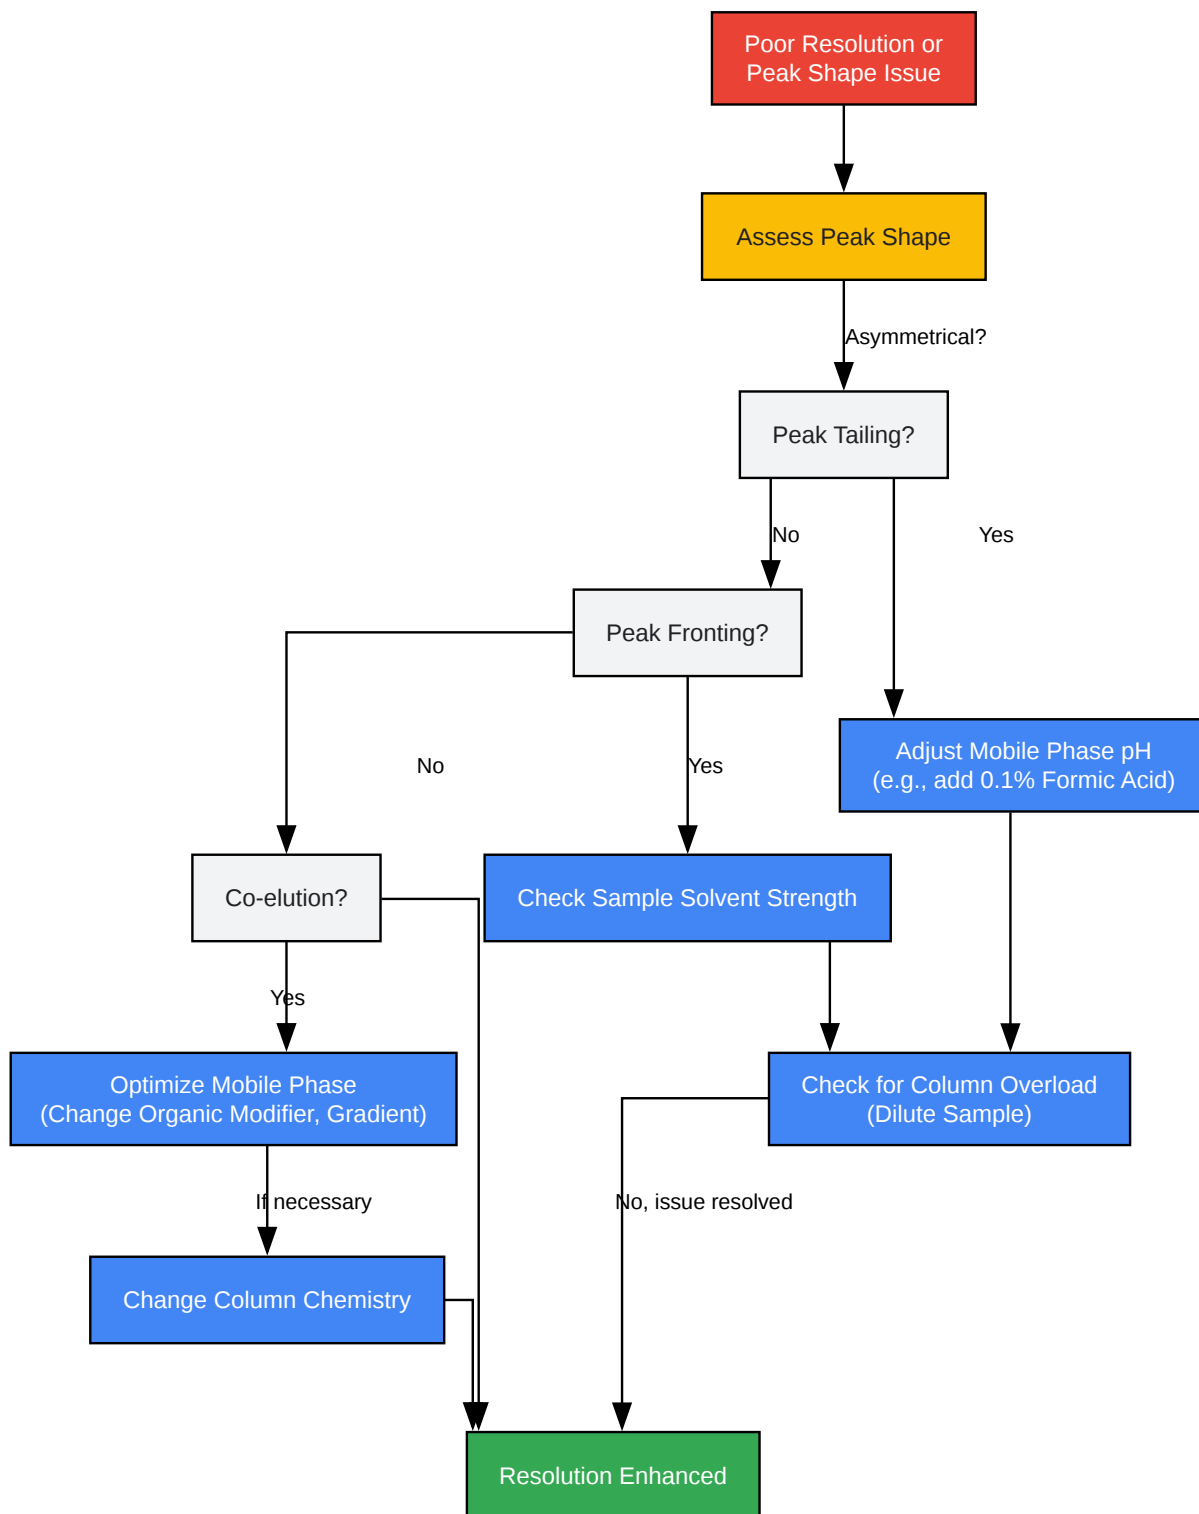 Poor Resolution or
Peak Shape Issue
Assess Peak Shape
Asymmetrical?
Peak Tailing?
No
Yes
Peak Fronting?
Adjust Mobile Phase pH
(e.g., add 0.1% Formic Acid)
No
Yes
Co-elution?
Check Sample Solvent Strength
Yes
Optimize Mobile Phase
(Change Organic Modifier, Gradient)
Check for Column Overload
(Dilute Sample)
If necessary
No, issue resolved
Change Column Chemistry
Resolution Enhanced